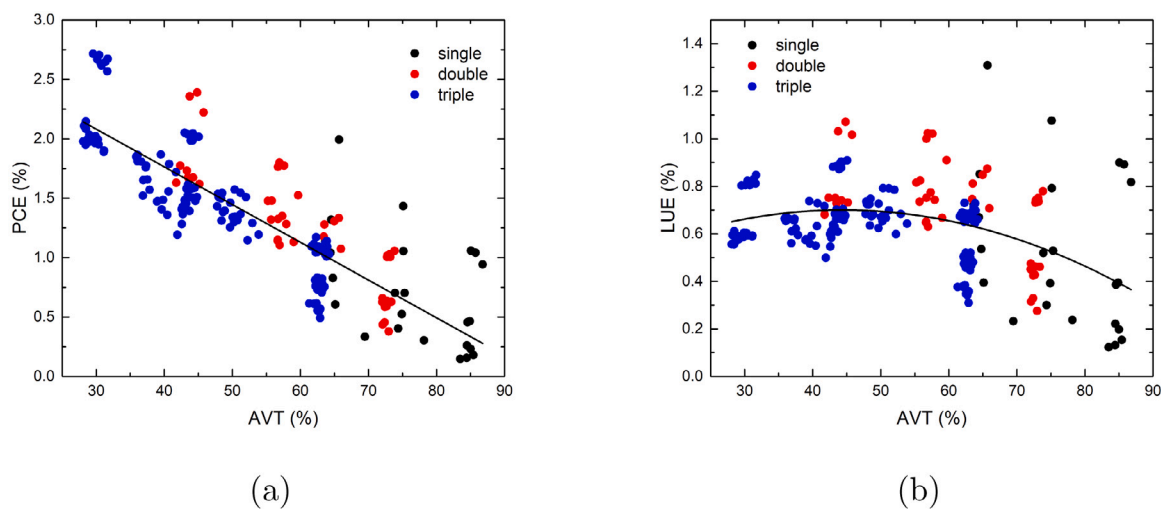 3.0
2.5
2.0
1.5
1.0
0.5
0.0
PCE (%)
single
double
triple
30 40 50 60 70 80 90
AVT (%)
(a)
1.4
1.2
1.0
0.8
0.6
0.4
0.2
0.0
LUE (%)
single
double
triple
30 40 50 60 70 80 90
AVT (%)
(b)